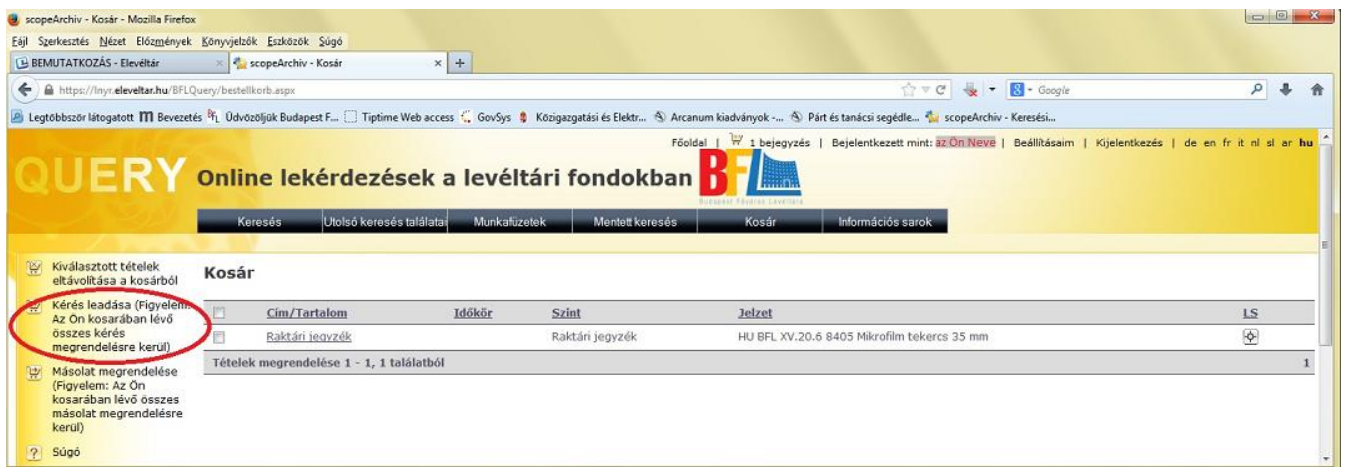 scopeArchiv - Kosár - Mozilla Firefox
Fájl Szerkesztés Nézet Előzmények Könyvjelzők Eszközök Súgó
BEMUTATKOZÁS - Elevéltár × scopeArchiv - Kosár × +
https://lnyr.eleveltar.hu/BFLQuery/bestellkorb.aspx Google
Legtöbbször látogatott Bevezetés Üdvözöljük Budapest F... Tiptime Web access GovSys Közigazgatási és Elektr... Arcanum kiadványok -... Párt és tanácsi segédle... scopeArchiv - Keresési...
Főoldal | 1 bejegyzés | Bejelentkezett mint: az Ön Neve | Beállításaim | Kijelentkezés | de en fr it nl sl ar hu
QUERY Online lekérdezések a levéltári fondokban BFL
Budapest Főváros Levéltára
Keresés Utolsó keresés találatai Munkafüzetek Mentett keresés Kosár Információs sarok
Kiválasztott tételek
eltávolítása a kosárból
Kérés leadása (Figyelem:
Az Ön kosarában lévő
összes kérés
megrendelésre kerül)
Másolat megrendelése
(Figyelem: Az Ön
kosarában lévő összes
másolat megrendelésre
kerül)
Súgó
Kosár
Cím/Tartalom Időkör Szint Jelzet LS
Raktári jegyzék Raktári jegyzék HU BFL XV.20.6 8405 Mikrofilm tekercs 35 mm
Tételek megrendelése 1 - 1, 1 találatból 1